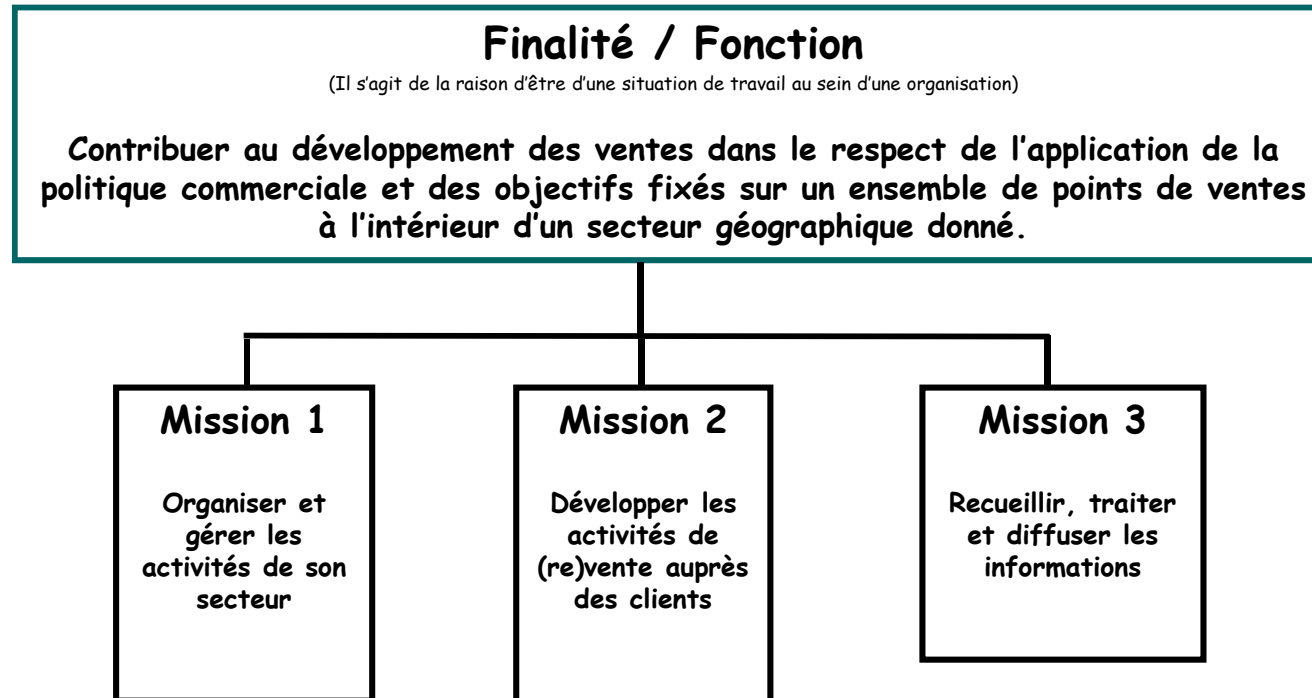 Finalité / Fonction
(Il s'agit de la raison d'être d'une situation de travail au sein d'une organisation)
Contribuer au développement des ventes dans le respect de l'application de la
politique commerciale et des objectifs fixés sur un ensemble de points de ventes
à l'intérieur d'un secteur géographique donné.
Mission 1
Organiser et
gérer les
activités de son
secteur
Mission 2
Développer les
activités de
(re)vente auprès
des clients
Mission 3
Recueillir, traiter
et diffuser les
informations